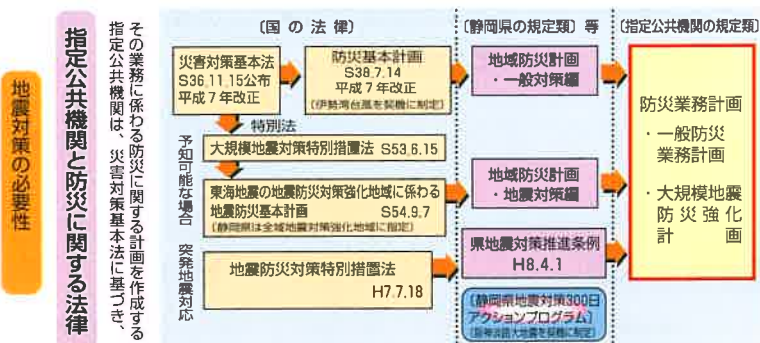 地震対策の必要性
指定公共機関と防災に関する法律
指定公共機関は、災害対策基本法に基づき、
その業務に係わる防災に関する計画を作成する
〔国の法律〕
〔静岡県の規定類〕等
〔指定公共機関の規定類〕
災害対策基本法
S36.11.15公布
平成7年改正
防災基本計画
S38.7.14
平成7年改正
(伊勢湾台風を契機に制定)
地域防災計画
・一般対策編
特別法
予知可能な場合
大規模地震対策特別措置法 S53.6.15
東海地震の地震防災対策強化地域に係わる
地震防災基本計画 S54.9.7
(静岡県は全域地震対策強化地域に指定)
地域防災計画
・地震対策編
突発地震対応
地震防災対策特別措置法
H7.7.18
県地震対策推進条例
H8.4.1
〔静岡県地震対策300日
アクションプログラム〕
(阪神淡路大地震を契機に制定)
防災業務計画
・一般防災
業務計画
・大規模地震
防災強化
計画